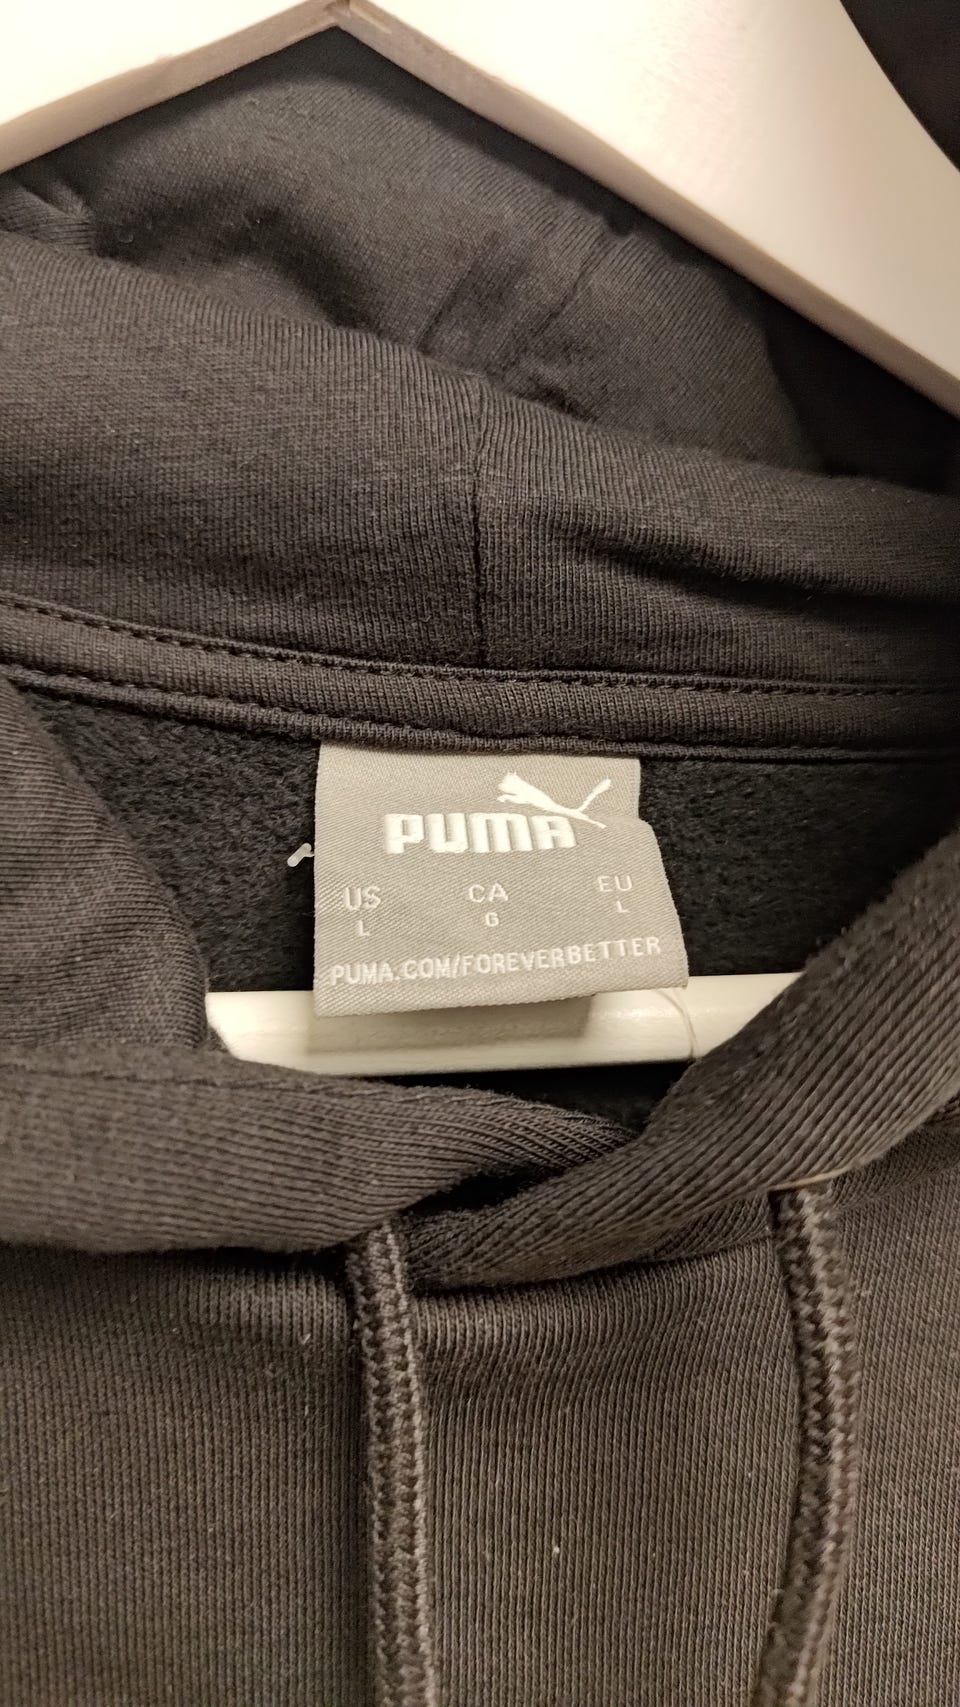 PUMA
US CA EU
L G L
PUMA.COM/FOREVERBETTER